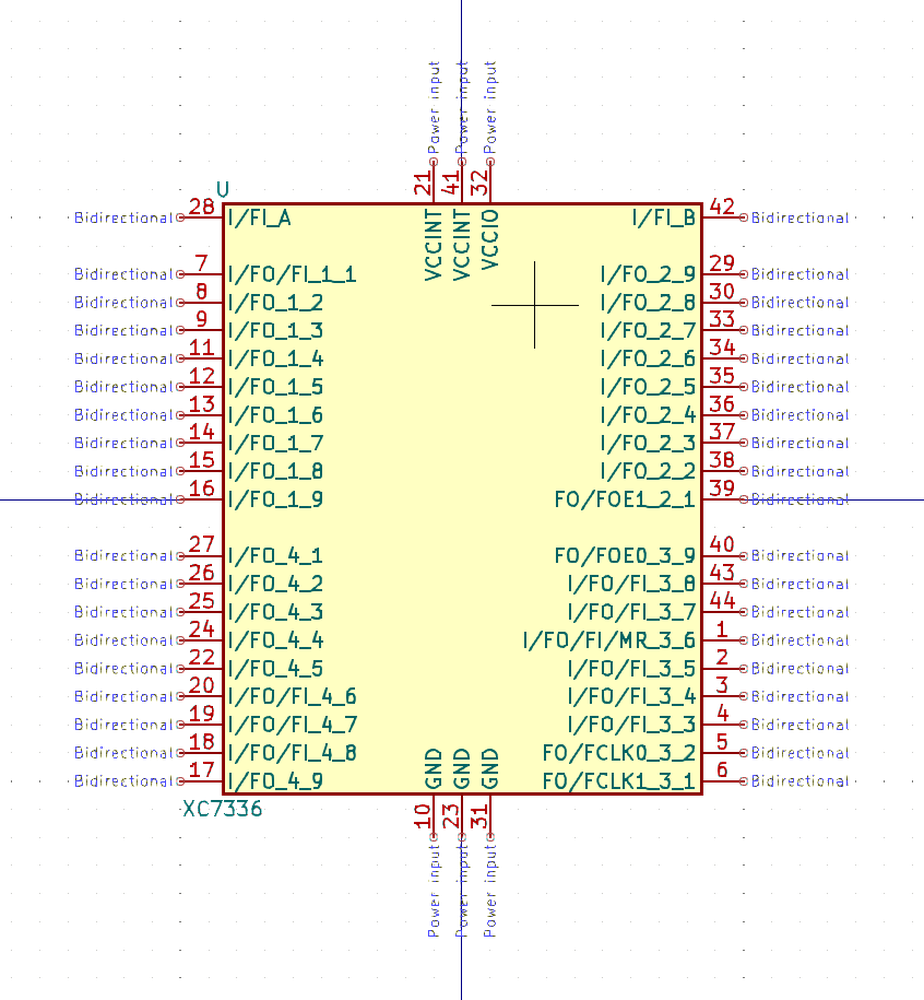 Power input Power input Power input
21 41 32
U
VCCINT VCCINT VCCIO
Bidirectional 28 I/FI_A I/FI_B 42 Bidirectional
Bidirectional 7 I/FO/FI_1_1 I/FO_2_9 29 Bidirectional
Bidirectional 8 I/FO_1_2 I/FO_2_8 30 Bidirectional
Bidirectional 9 I/FO_1_3 I/FO_2_7 33 Bidirectional
Bidirectional 11 I/FO_1_4 I/FO_2_6 34 Bidirectional
Bidirectional 12 I/FO_1_5 I/FO_2_5 35 Bidirectional
Bidirectional 13 I/FO_1_6 I/FO_2_4 36 Bidirectional
Bidirectional 14 I/FO_1_7 I/FO_2_3 37 Bidirectional
Bidirectional 15 I/FO_1_8 I/FO_2_2 38 Bidirectional
Bidirectional 16 I/FO_1_9 FO/FOE1_2_1 39 Bidirectional
Bidirectional 27 I/FO_4_1 FO/FOE0_3_9 40 Bidirectional
Bidirectional 26 I/FO_4_2 I/FO/FI_3_8 43 Bidirectional
Bidirectional 25 I/FO_4_3 I/FO/FI_3_7 44 Bidirectional
Bidirectional 24 I/FO_4_4 I/FO/FI/MR_3_6 1 Bidirectional
Bidirectional 22 I/FO_4_5 I/FO/FI_3_5 2 Bidirectional
Bidirectional 20 I/FO/FI_4_6 I/FO/FI_3_4 3 Bidirectional
Bidirectional 19 I/FO/FI_4_7 I/FO/FI_3_3 4 Bidirectional
Bidirectional 18 I/FO/FI_4_8 FO/FCLK0_3_2 5 Bidirectional
Bidirectional 17 I/FO_4_9 FO/FCLK1_3_1 6 Bidirectional
GND GND GND
XC7336
10 23 31
Power input Power input Power input